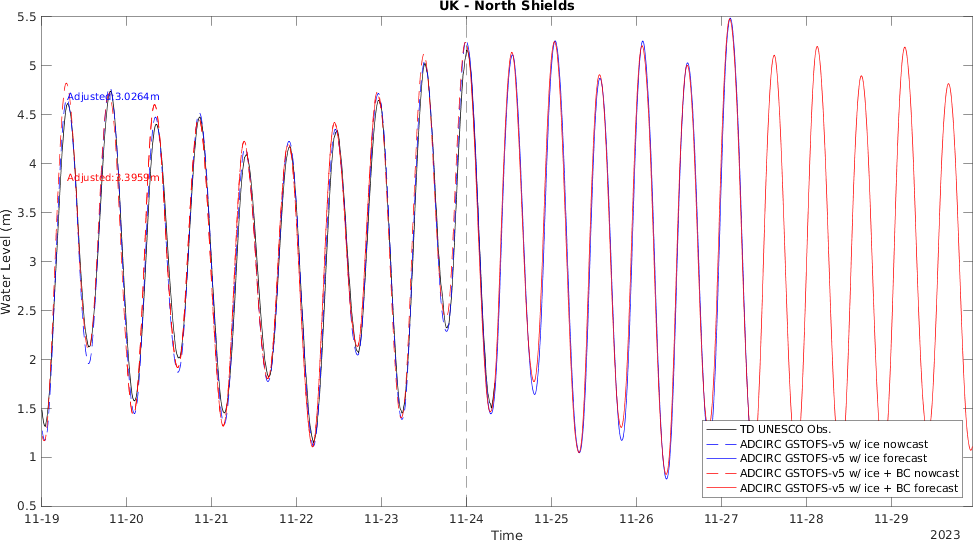 UK - North Shields
5.5
5
4.5
4
3.5
3
2.5
2
1.5
1
0.5
Water Level (m)
Adjusted:3.0264m
Adjusted:3.3959m
TD UNESCO Obs.
ADCIRC GSTOFS-v5 w/ ice nowcast
ADCIRC GSTOFS-v5 w/ ice forecast
ADCIRC GSTOFS-v5 w/ ice + BC nowcast
ADCIRC GSTOFS-v5 w/ ice + BC forecast
11-19 11-20 11-21 11-22 11-23 11-24 11-25 11-26 11-27 11-28 11-29
Time
2023